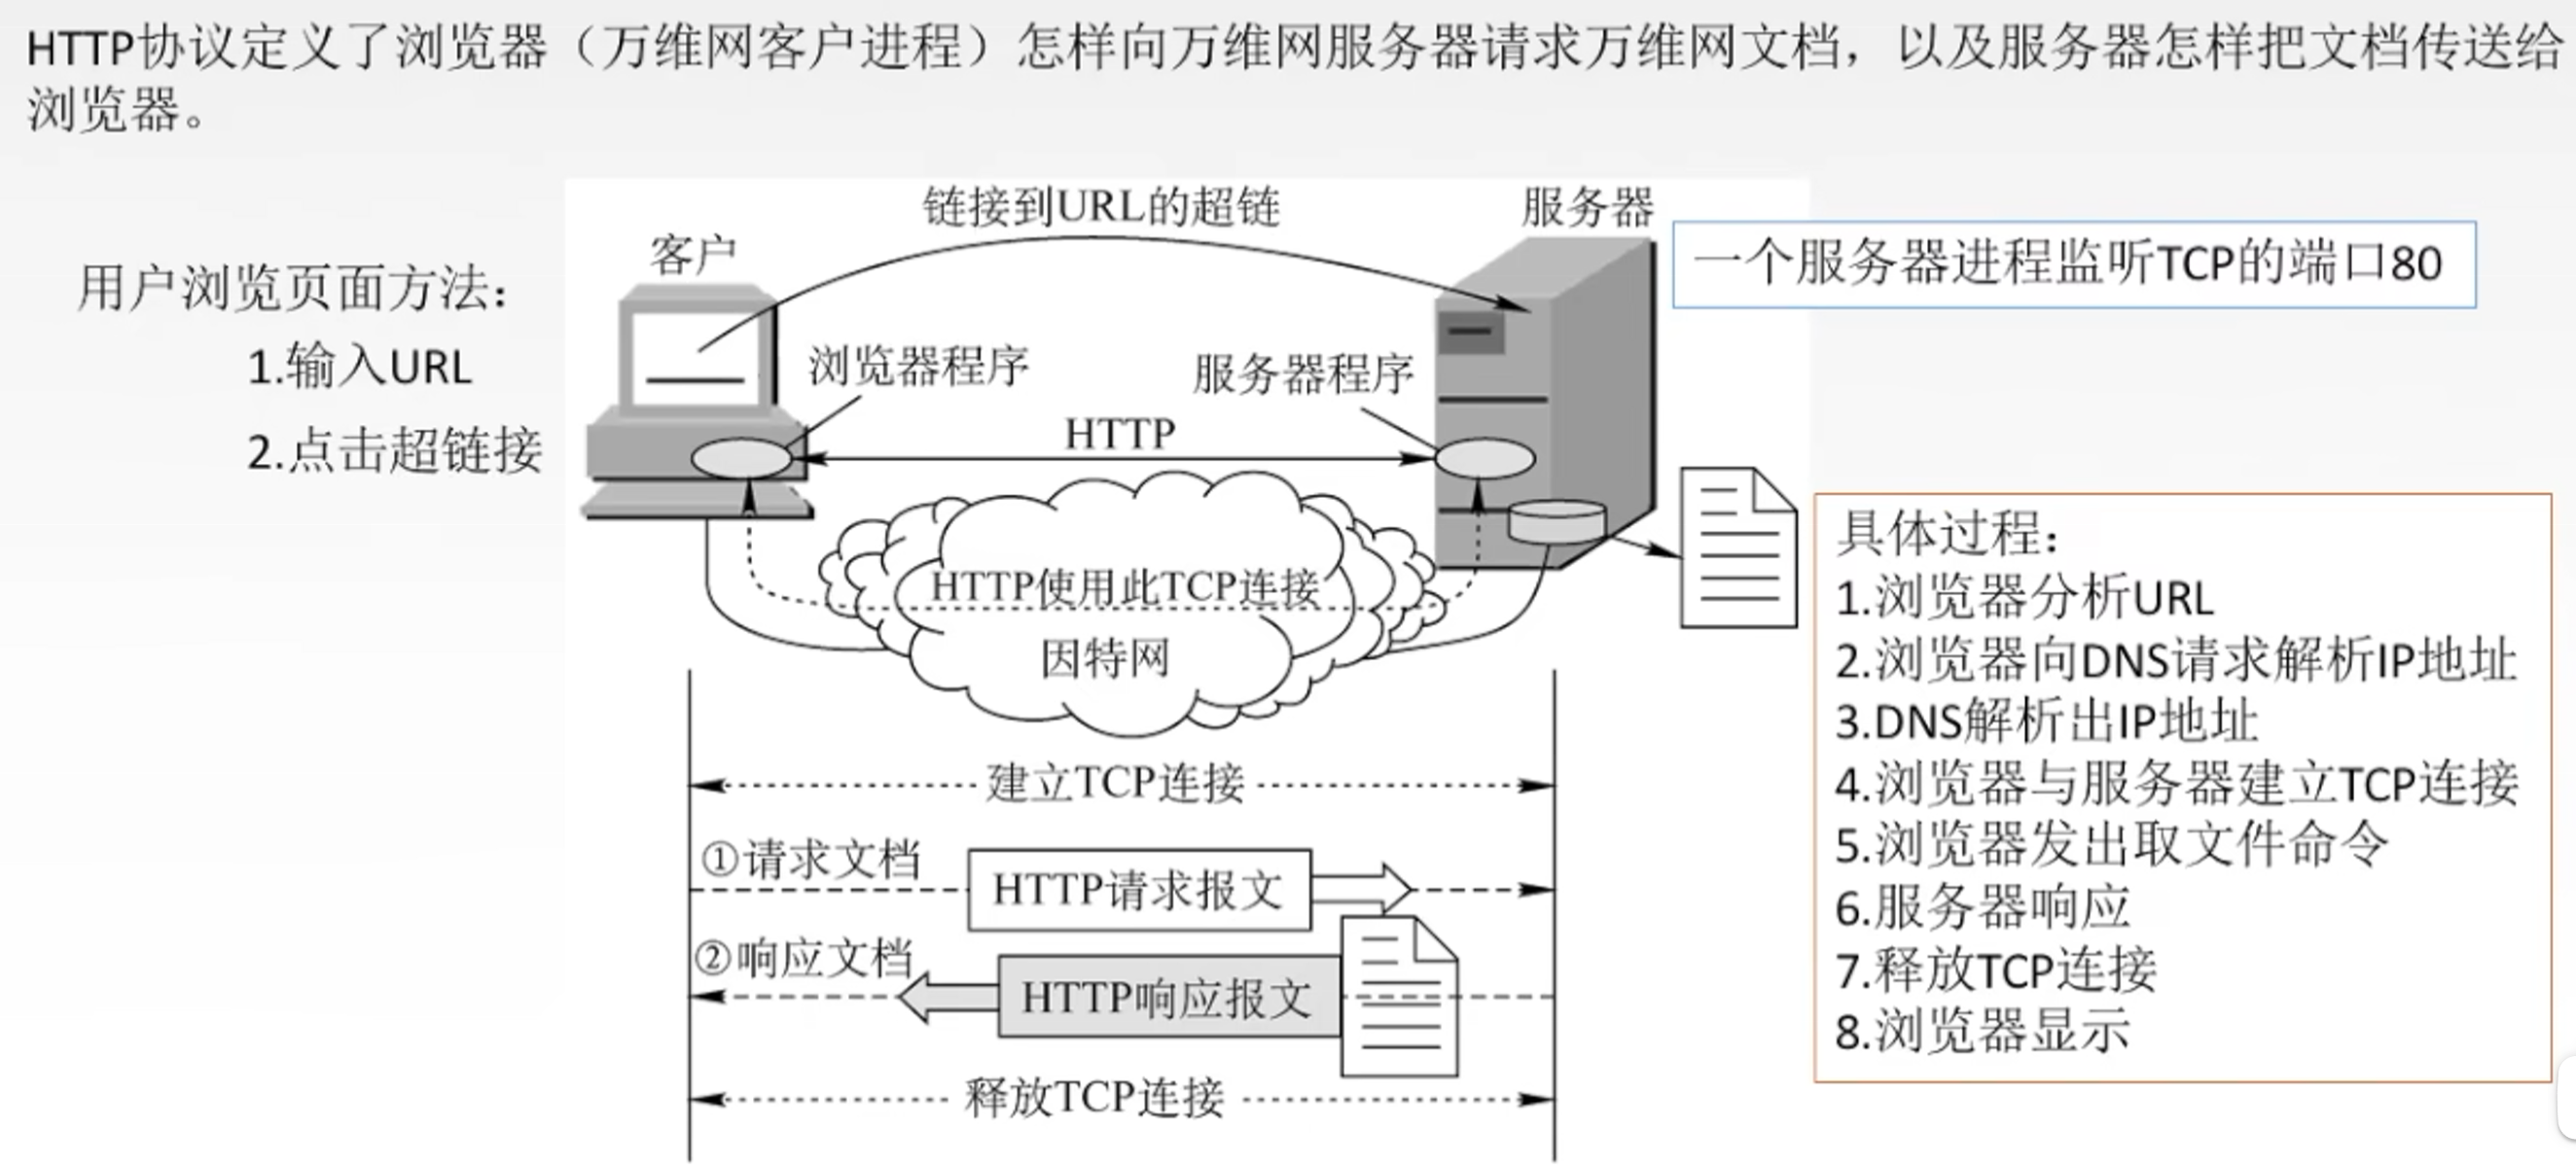 HTTP协议定义了浏览器（万维网客户进程）怎样向万维网服务器请求万维网文档，以及服务器怎样把文档传送给
浏览器。
用户浏览页面方法：
1.输入URL
2.点击超链接
链接到URL的超链
客户
服务器
一个服务器进程监听TCP的端口80
浏览器程序
服务器程序
HTTP
HTTP使用此TCP连接
因特网
建立TCP连接
①请求文档
HTTP请求报文
②响应文档
HTTP响应报文
释放TCP连接
具体过程：
1.浏览器分析URL
2.浏览器向DNS请求解析IP地址
3.DNS解析出IP地址
4.浏览器与服务器建立TCP连接
5.浏览器发出取文件命令
6.服务器响应
7.释放TCP连接
8.浏览器显示